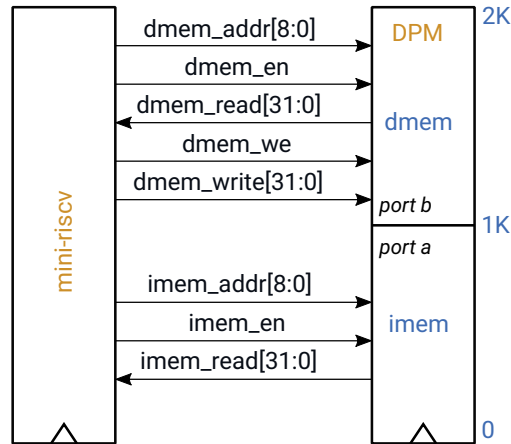 dmem_addr[8:0]
dmem_en
dmem_read[31:0]
dmem_we
dmem_write[31:0]
mini-riscv
imem_addr[8:0]
imem_en
imem_read[31:0]
DPM
dmem
port b
port a
imem
2K
1K
0